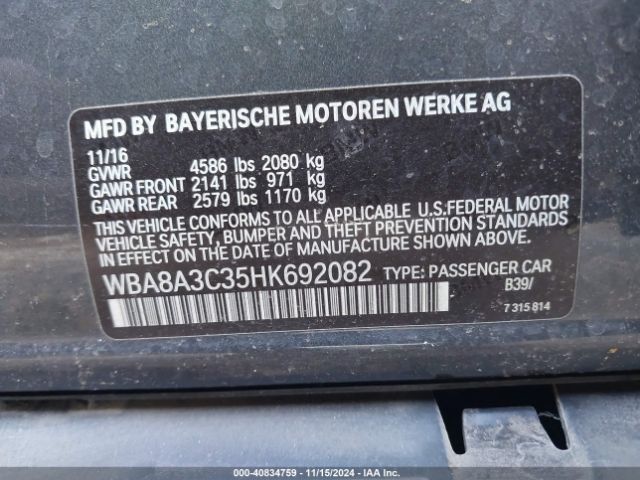 MFD BY BAYERISCHE MOTOREN WERKE AG
11/16
GVWR 4586 lbs 2080 kg
GAWR FRONT 2141 lbs 971 kg
GAWR REAR 2579 lbs 1170 kg
THIS VEHICLE CONFORMS TO ALL APPLICABLE U.S.FEDERAL MOTOR
VEHICLE SAFETY, BUMPER AND THEFT PREVENTION STANDARDS
IN EFFECT ON THE DATE OF MANUFACTURE SHOWN ABOVE.
WBA8A3C35HK692082 TYPE: PASSENGER CAR
B39/
7 315 814
000-40834759 - 11/15/2024 - IAA Inc.